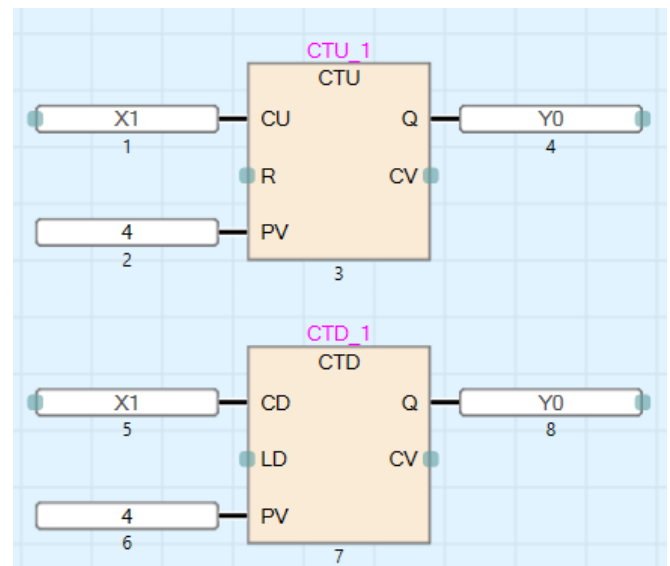 CTU_1
CTU
X1 CU Q Y0
1 4
R CV
4 PV
2 3
CTD_1
CTD
X1 CD Q Y0
5 8
LD CV
4 PV
6 7